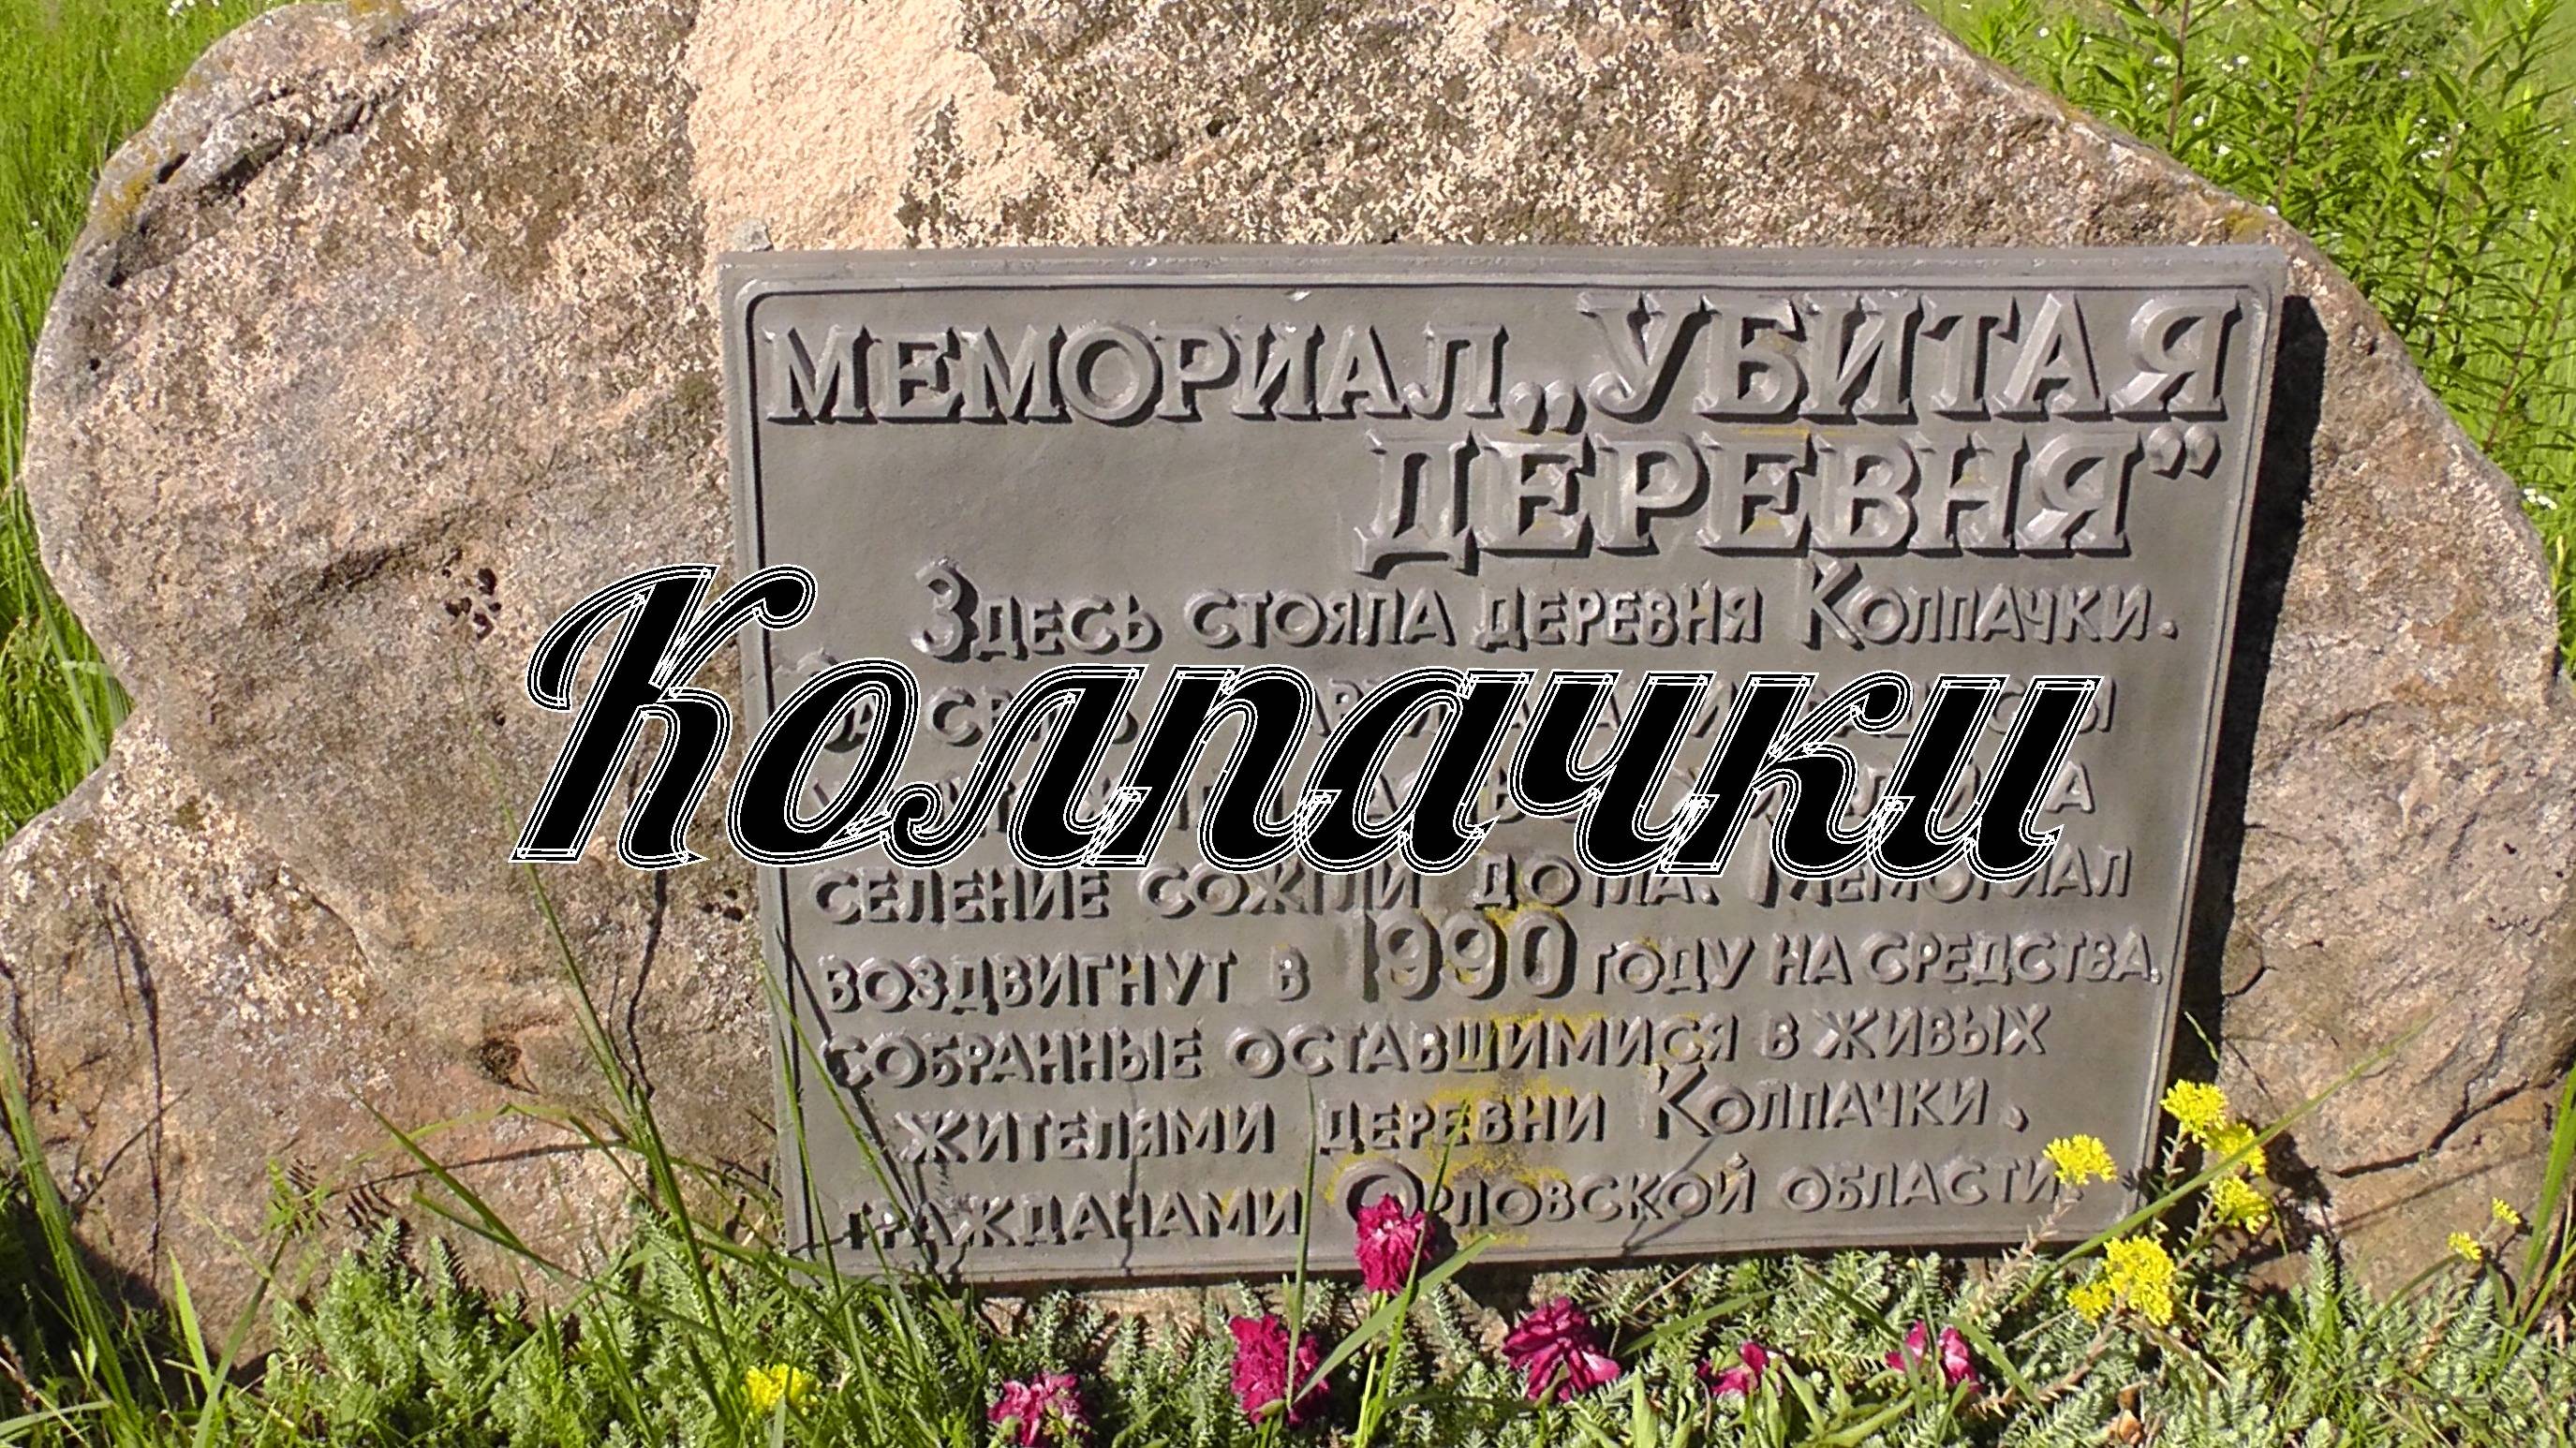 МЕМОРИАЛ „УБИТАЯ
ДЕРЕВНЯ“
ЗДЕСЬ СТОЯЛА ДЕРЕВНЯ КОЛПАЧКИ.
Колпачки
СЕЛЕНИЕ СОЖГЛИ ДОТЛА. МЕМОРИАЛ
ВОЗДВИГНУТ В 1990 ГОДУ НА СРЕДСТВА,
СОБРАННЫЕ ОСТАВШИМИСЯ В ЖИВЫХ
ЖИТЕЛЯМИ ДЕРЕВНИ КОЛПАЧКИ,
ГРАЖДАНАМИ ОРЛОВСКОЙ ОБЛАСТИ.